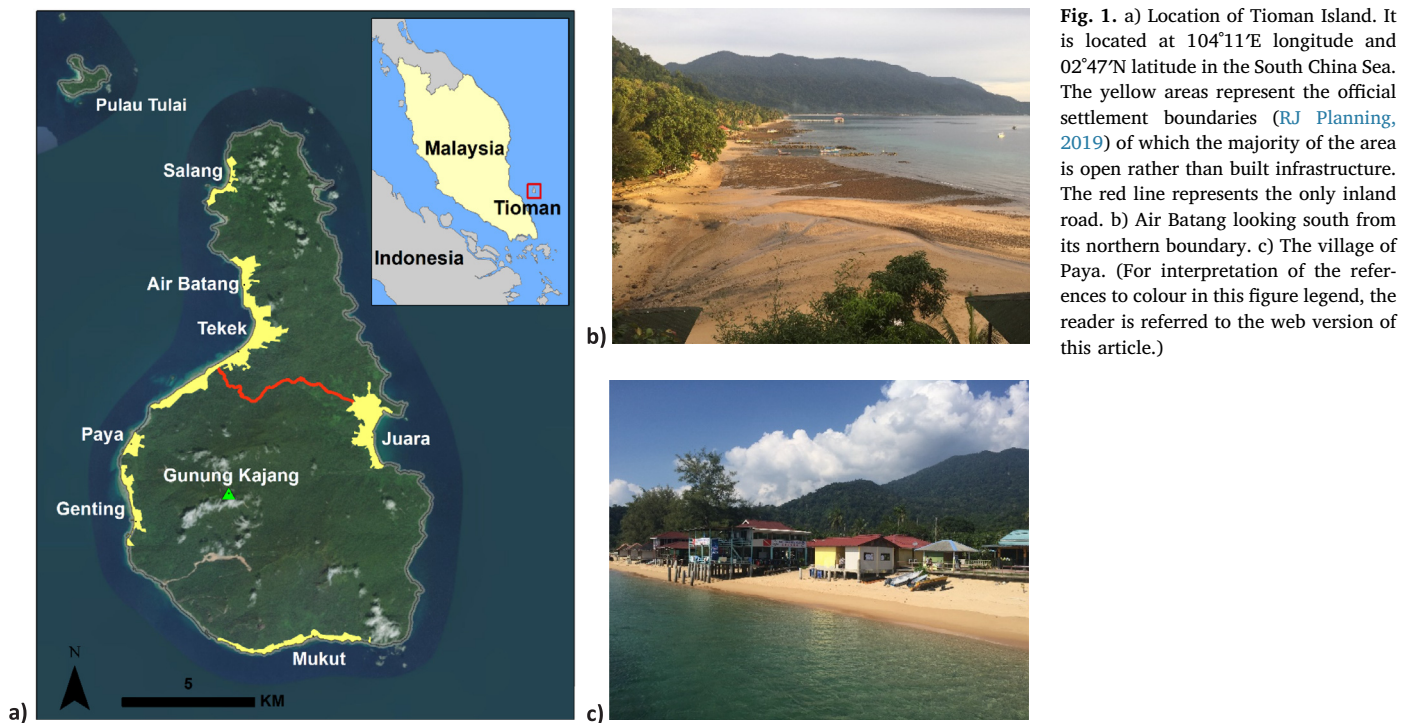 Pulau Tulai
Salang
Air Batang
Tekek
Paya
Juara
Gunung Kajang
Genting
Mukut
N
5
KM
a)
Malaysia
Tioman
Indonesia
b)
c)
Fig. 1. a) Location of Tioman Island. It
is located at 104°11′E longitude and
02°47′N latitude in the South China Sea.
The yellow areas represent the official
settlement boundaries (RJ Planning,
2019) of which the majority of the area
is open rather than built infrastructure.
The red line represents the only inland
road. b) Air Batang looking south from
its northern boundary. c) The village of
Paya. (For interpretation of the refer-
ences to colour in this figure legend, the
reader is referred to the web version of
this article.)